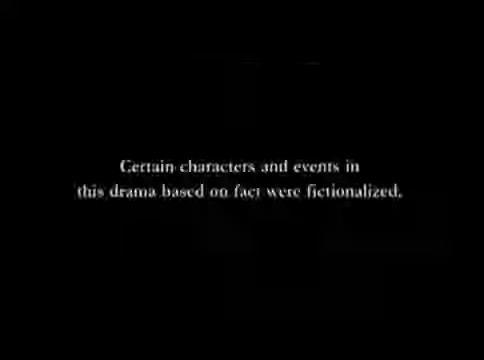 Certain characters and events in
this drama based on fact were fictionalized.